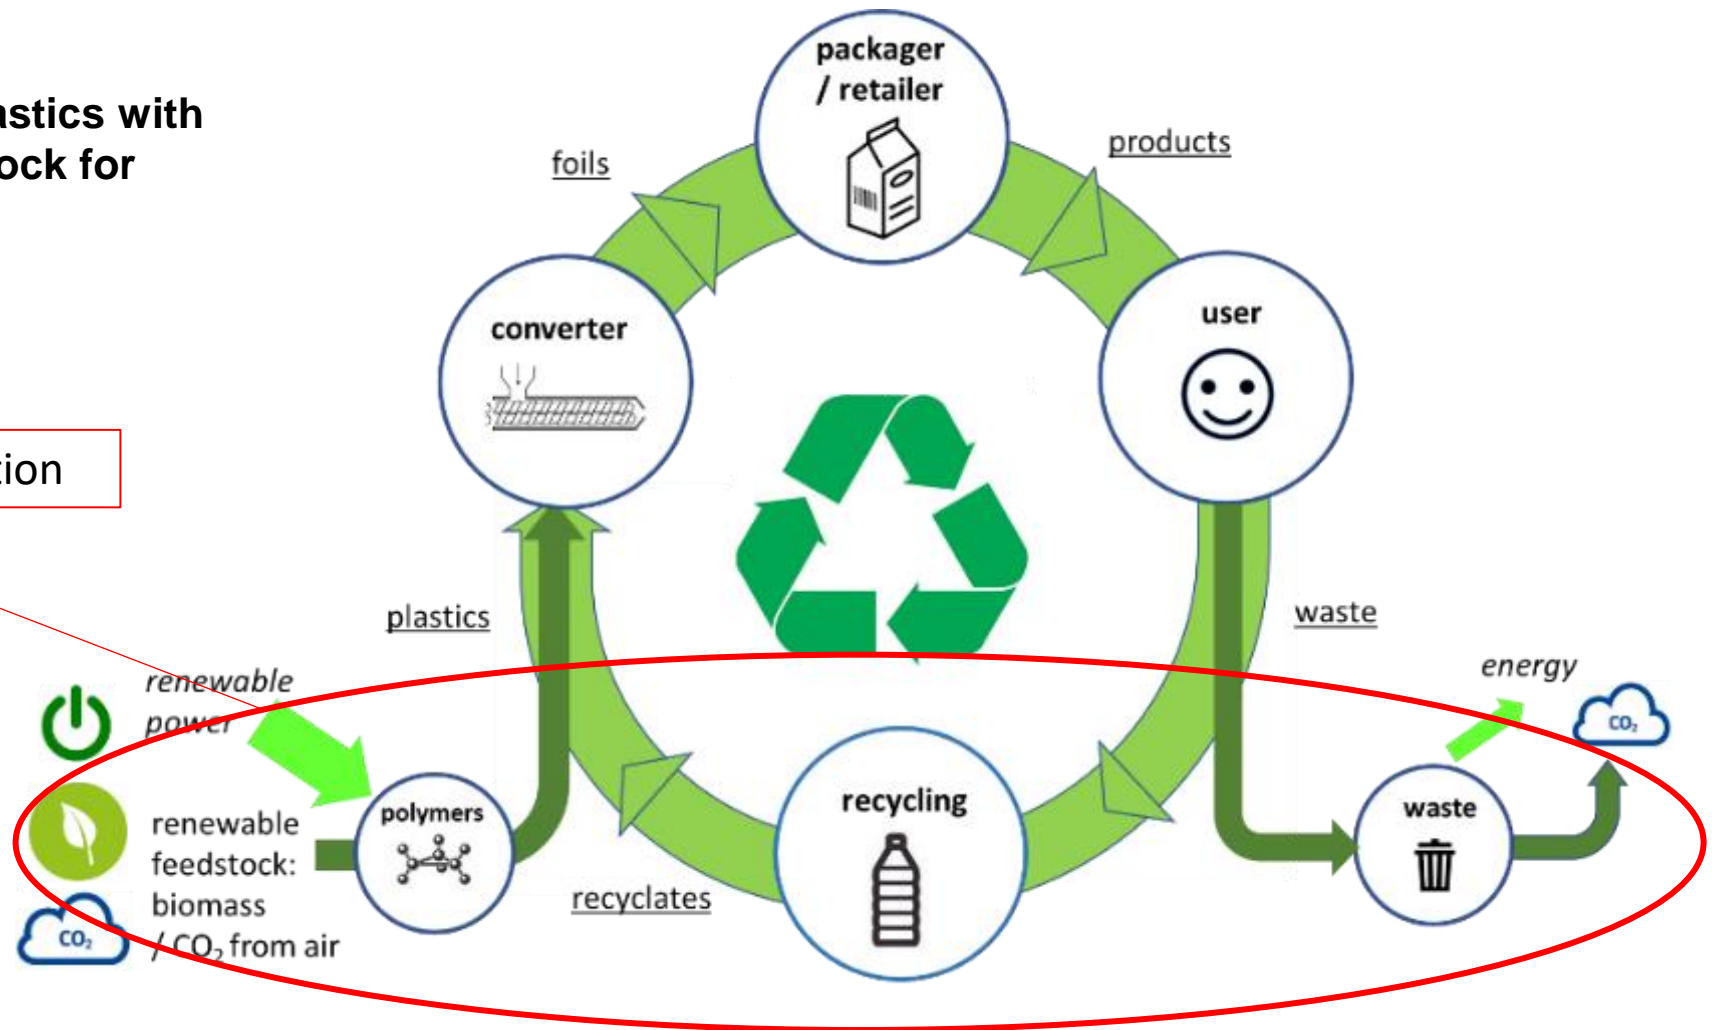 astics with
ock for
tion
packager
/ retailer
foils
products
converter
user
plastics
waste
renewable
power
energy
CO₂
polymers
recycling
waste
renewable
feedstock:
biomass
/ CO₂ from air
CO₂
recyclates